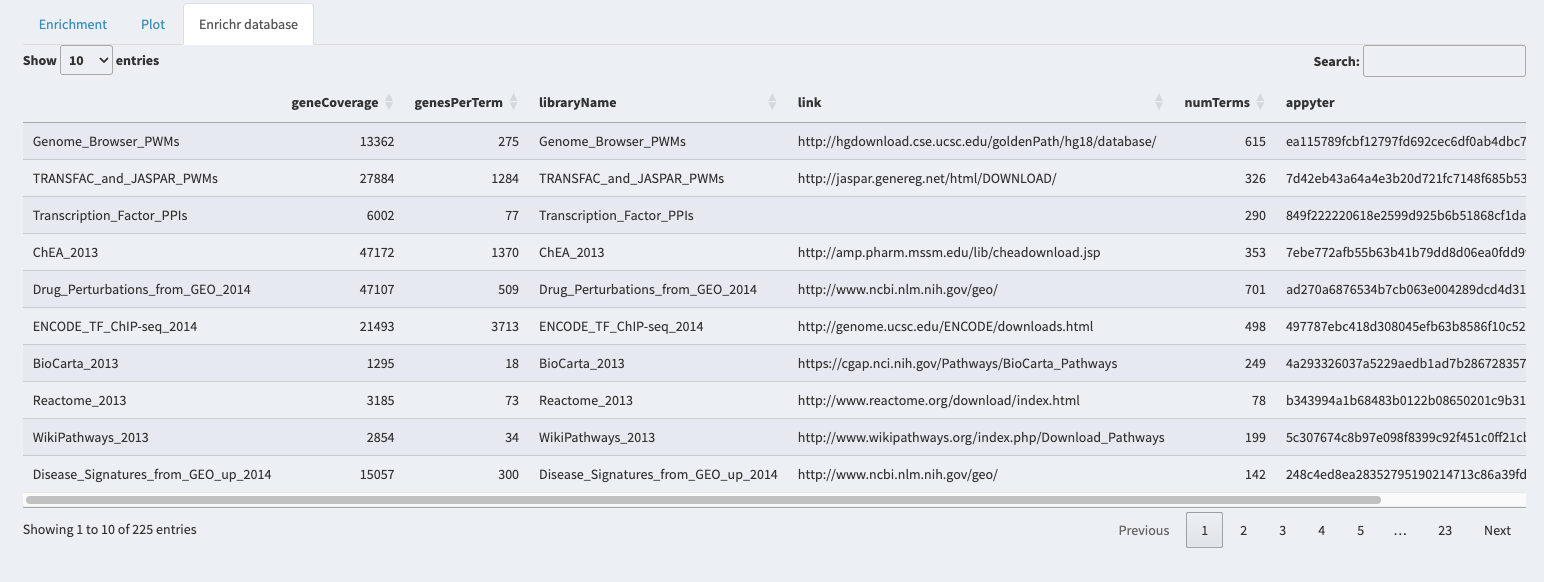 Enrichment Plot Enrichr database
Show 10 entries Search:
geneCoverage genesPerTerm libraryName link numTerms appyter
Genome_Browser_PWMs 13362 275 Genome_Browser_PWMs http://hgdownload.cse.ucsc.edu/goldenPath/hg18/database/ 615 ea115789fcbf12797fd692cec6df0ab4dbc7
TRANSFAC_and_JASPAR_PWMs 27884 1284 TRANSFAC_and_JASPAR_PWMs http://jaspar.genereg.net/html/DOWNLOAD/ 326 7d42eb43a64a4e3b20d721fc7148f685b53
Transcription_Factor_PPIs 6002 77 Transcription_Factor_PPIs 290 849f222220618e2599d925b6b51868cf1da
ChEA_2013 47172 1370 ChEA_2013 http://amp.pharm.mssm.edu/lib/cheadownload.jsp 353 7ebe772afb55b63b41b79dd8d06ea0fdd9
Drug_Perturbations_from_GEO_2014 47107 509 Drug_Perturbations_from_GEO_2014 http://www.ncbi.nlm.nih.gov/geo/ 701 ad270a6876534b7cb063e004289dcd4d31
ENCODE_TF_ChIP-seq_2014 21493 3713 ENCODE_TF_ChIP-seq_2014 http://genome.ucsc.edu/ENCODE/downloads.html 498 497787ebc418d308045efb63b8586f10c52
BioCarta_2013 1295 18 BioCarta_2013 https://cgap.nci.nih.gov/Pathways/BioCarta_Pathways 249 4a293326037a5229aedb1ad7b286728357
Reactome_2013 3185 73 Reactome_2013 http://www.reactome.org/download/index.html 78 b343994a1b68483b0122b08650201c9b31
WikiPathways_2013 2854 34 WikiPathways_2013 http://www.wikipathways.org/index.php/Download_Pathways 199 5c307674c8b97e098f8399c92f451c0ff21c
Disease_Signatures_from_GEO_up_2014 15057 300 Disease_Signatures_from_GEO_up_2014 http://www.ncbi.nlm.nih.gov/geo/ 142 248c4ed8ea28352795190214713c86a39fd
Showing 1 to 10 of 225 entries Previous 1 2 3 4 5 … 23 Next